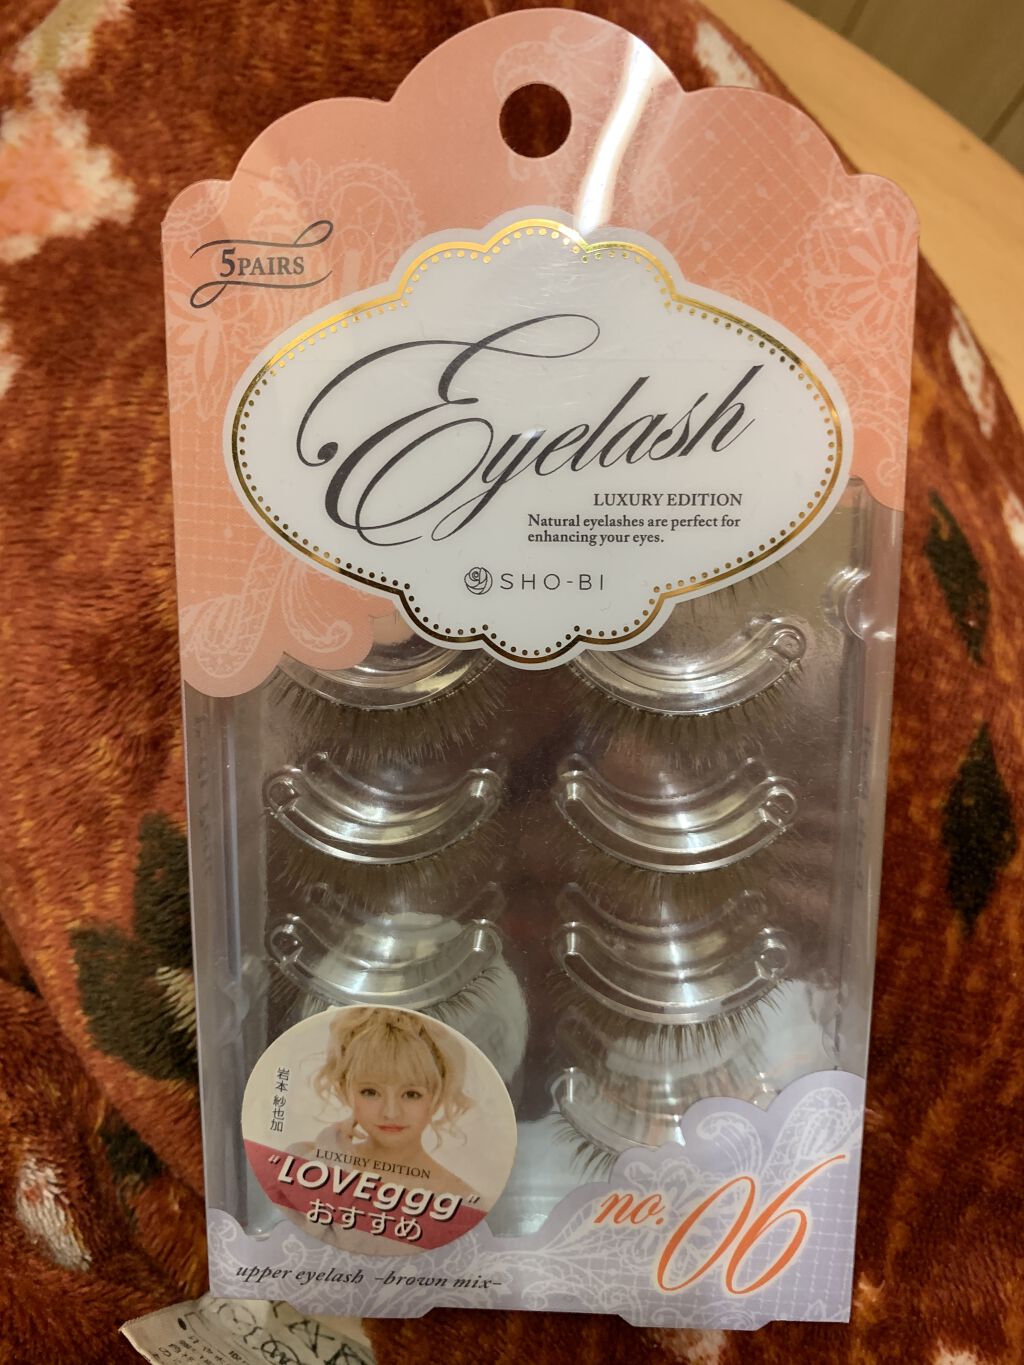 5PAIRS
Eyelash
LUXURY EDITION
Natural eyelashes are perfect for
enhancing your eyes.
SHO-BI
岩本 紗也加
LUXURY EDITION
"LOVEggg"
おすすめ
no.06
upper eyelash -brown mix-